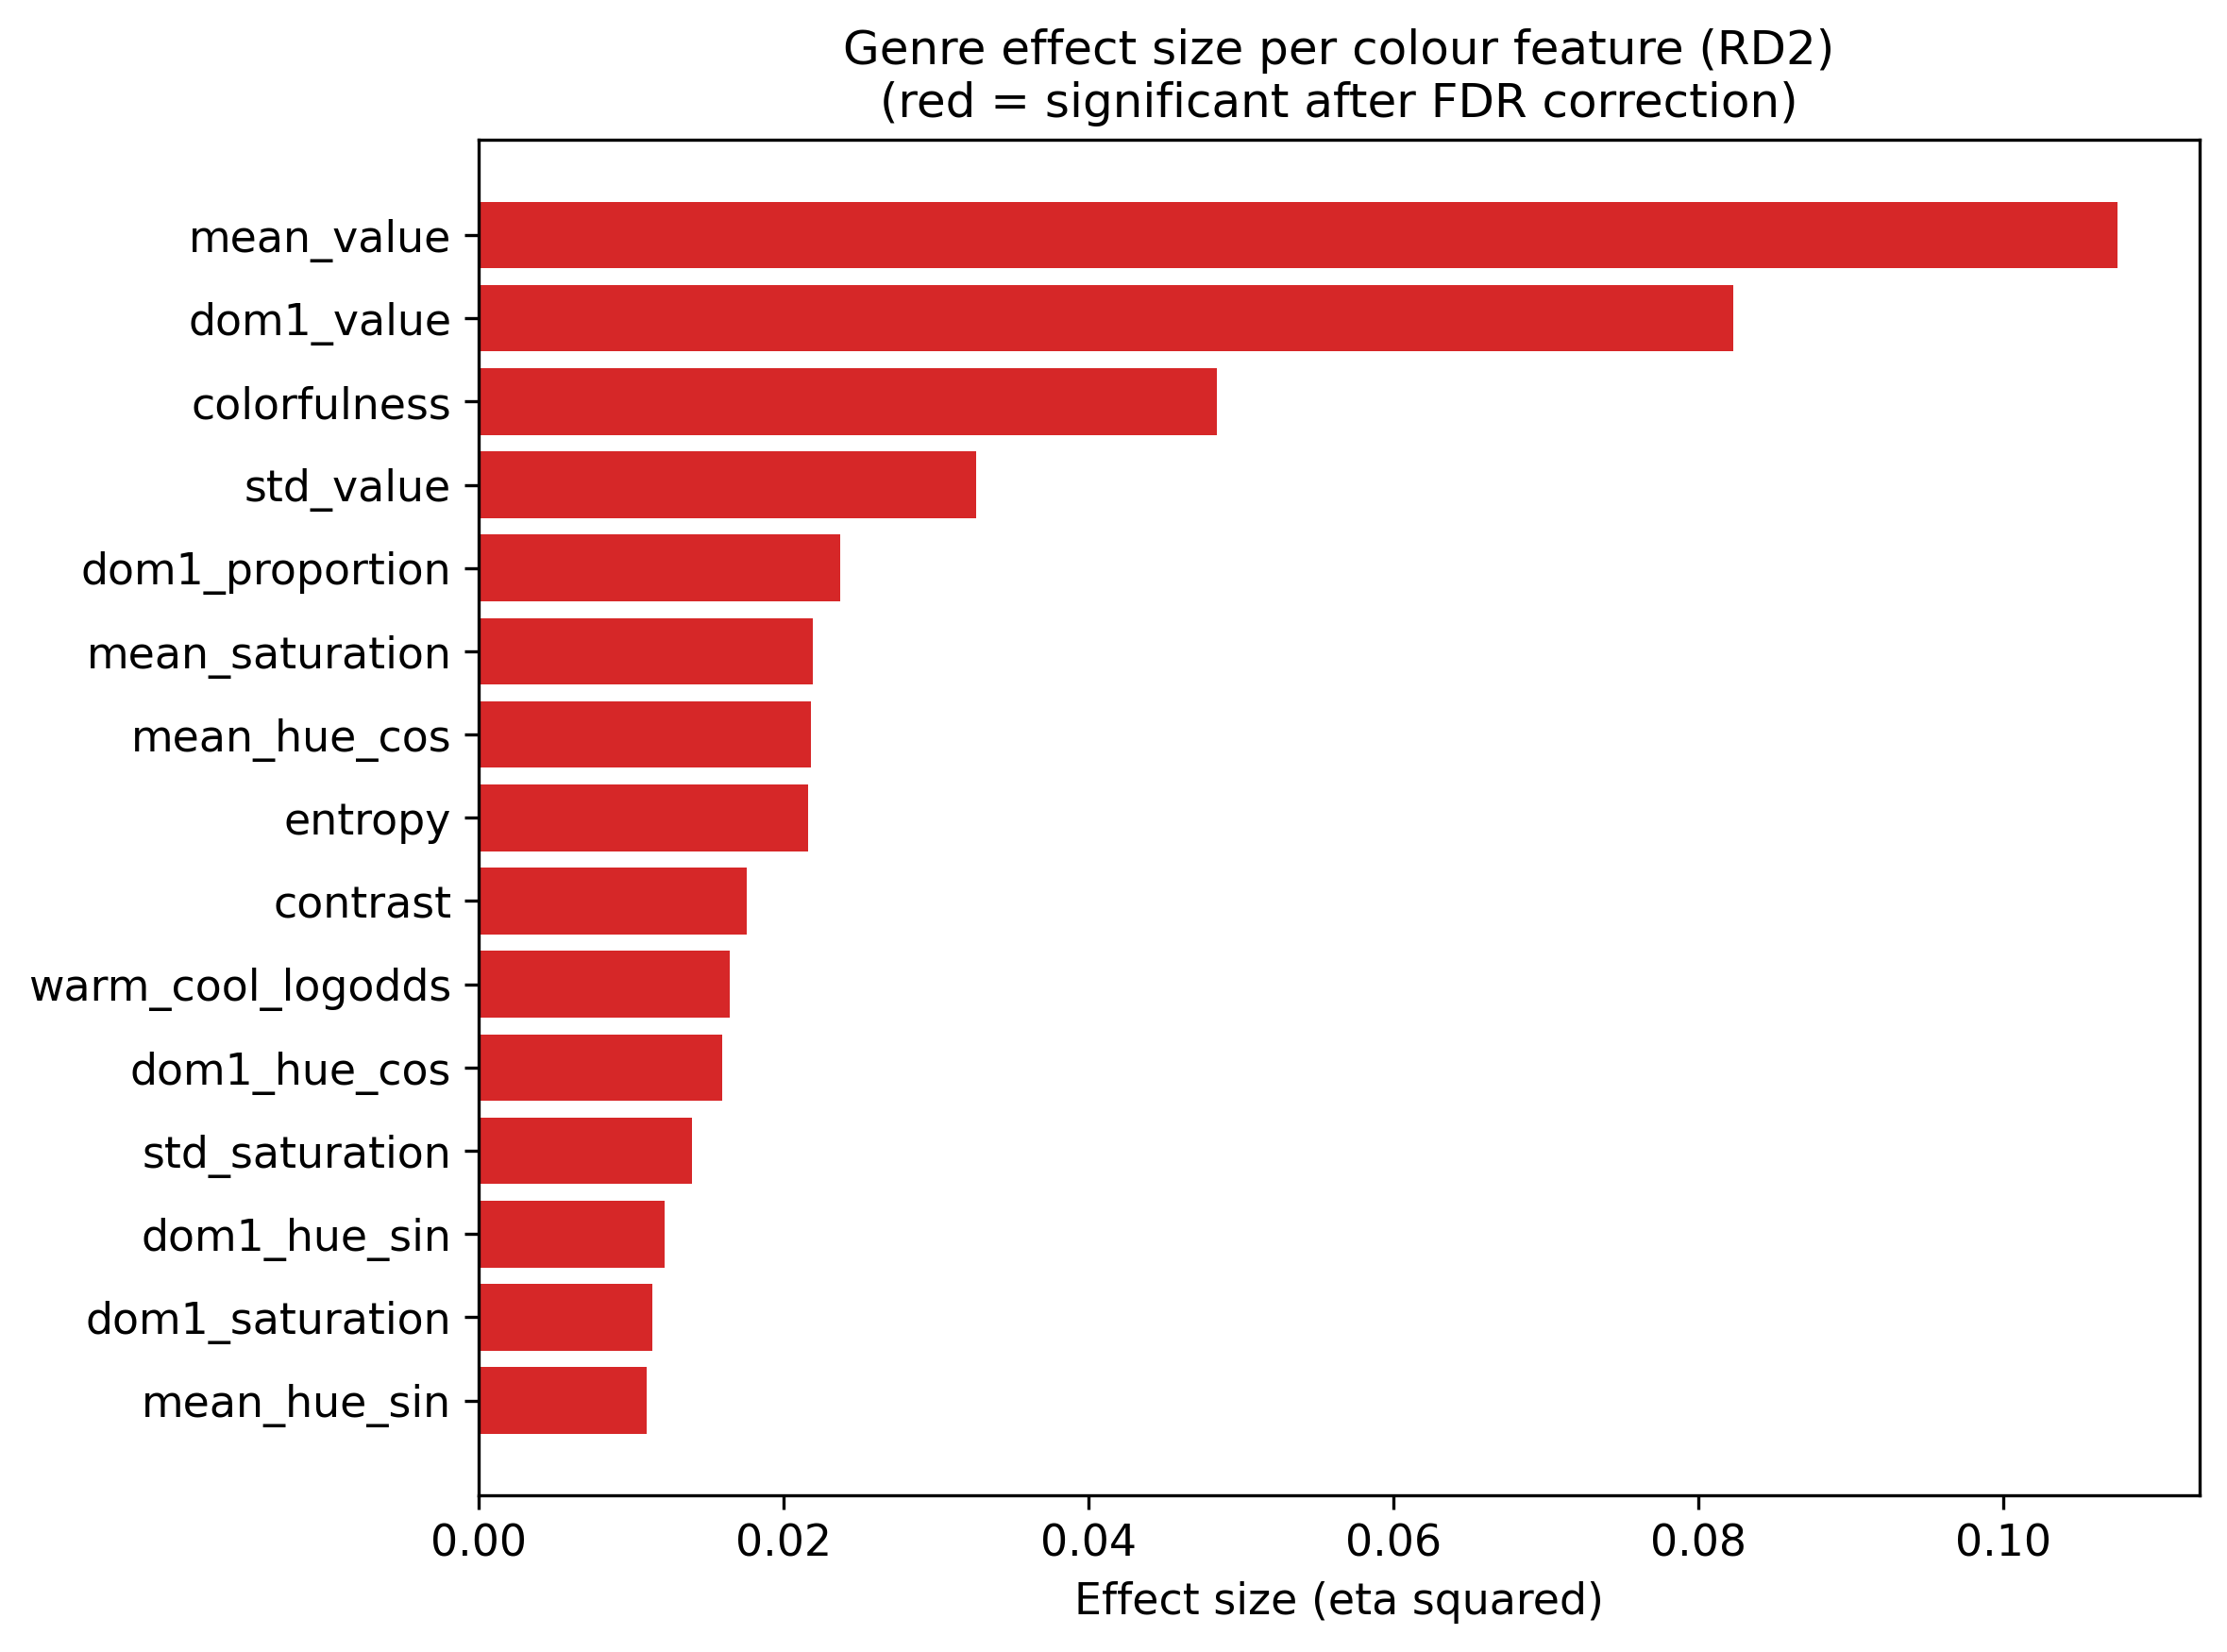 Genre effect size per colour feature (RD2)
(red = significant after FDR correction)
mean_value
dom1_value
colorfulness
std_value
dom1_proportion
mean_saturation
mean_hue_cos
entropy
contrast
warm_cool_logodds
dom1_hue_cos
std_saturation
dom1_hue_sin
dom1_saturation
mean_hue_sin
0.00 0.02 0.04 0.06 0.08 0.10
Effect size (eta squared)